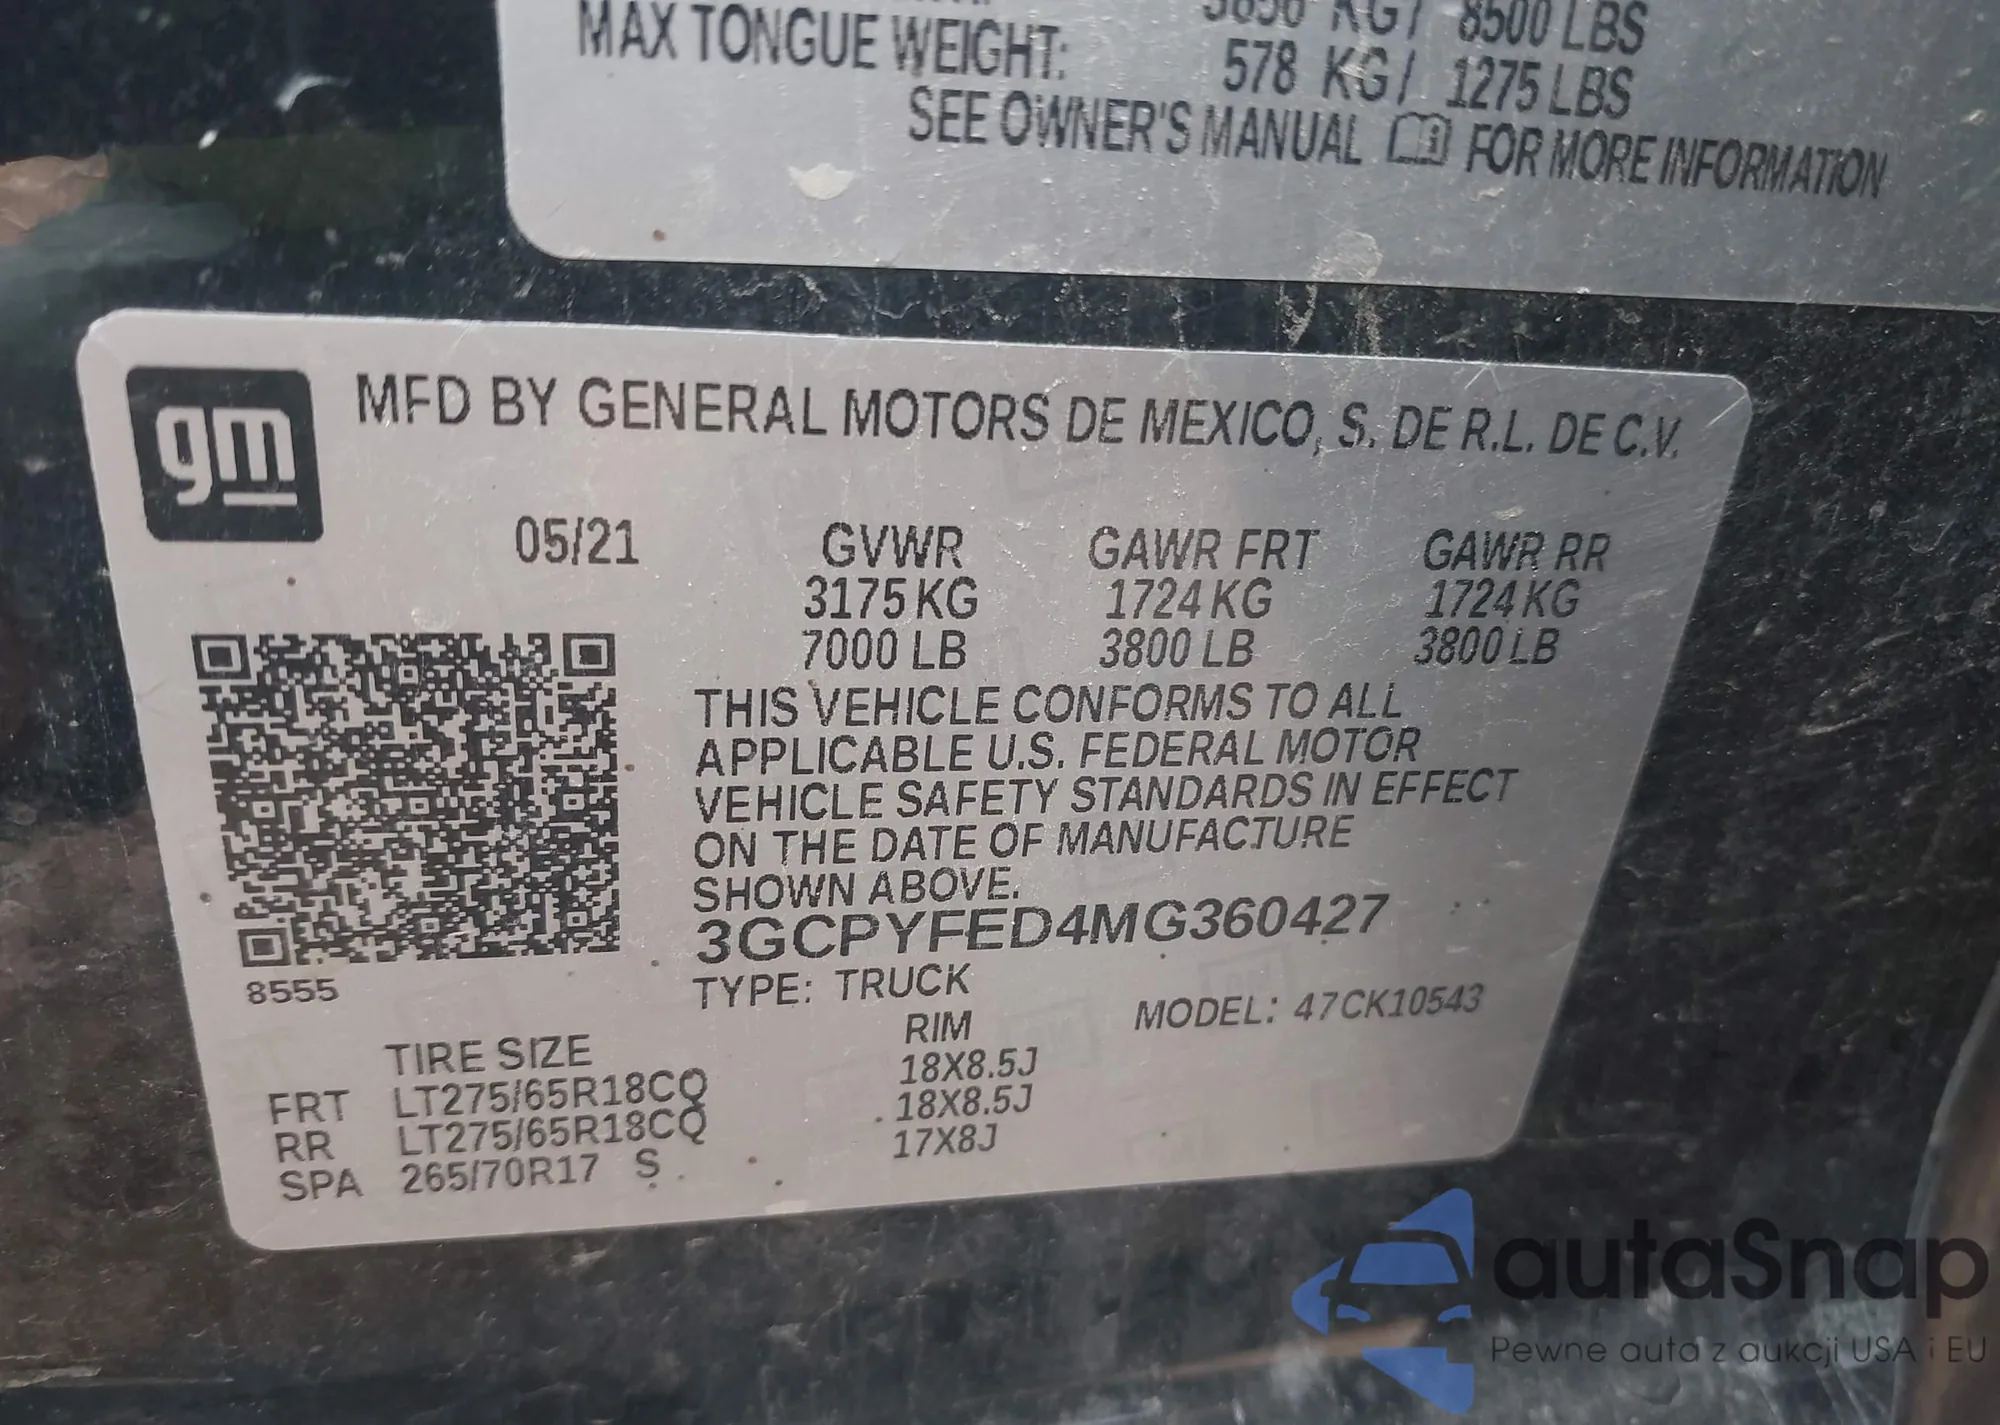 8500 LBS
MAX TONGUE WEIGHT: 578 KG/ 1275 LBS
SEE OWNER'S MANUAL FOR MORE INFORMATION
gm
MFD BY GENERAL MOTORS DE MEXICO, S. DE R.L. DE C.V.
05/21 GVWR GAWR FRT GAWR RR
3175 KG 1724 KG 1724 KG
7000 LB 3800 LB 3800 LB
THIS VEHICLE CONFORMS TO ALL
APPLICABLE U.S. FEDERAL MOTOR
VEHICLE SAFETY STANDARDS IN EFFECT
ON THE DATE OF MANUFACTURE
SHOWN ABOVE.
3GCPYFED4MG360427
8555
TYPE: TRUCK MODEL: 47CK10543
TIRE SIZE RIM
FRT LT275/65R18CQ 18X8.5J
RR LT275/65R18CQ 18X8.5J
SPA 265/70R17 S 17X8J
autaSnap
Pewne auta z aukcji USA i EU